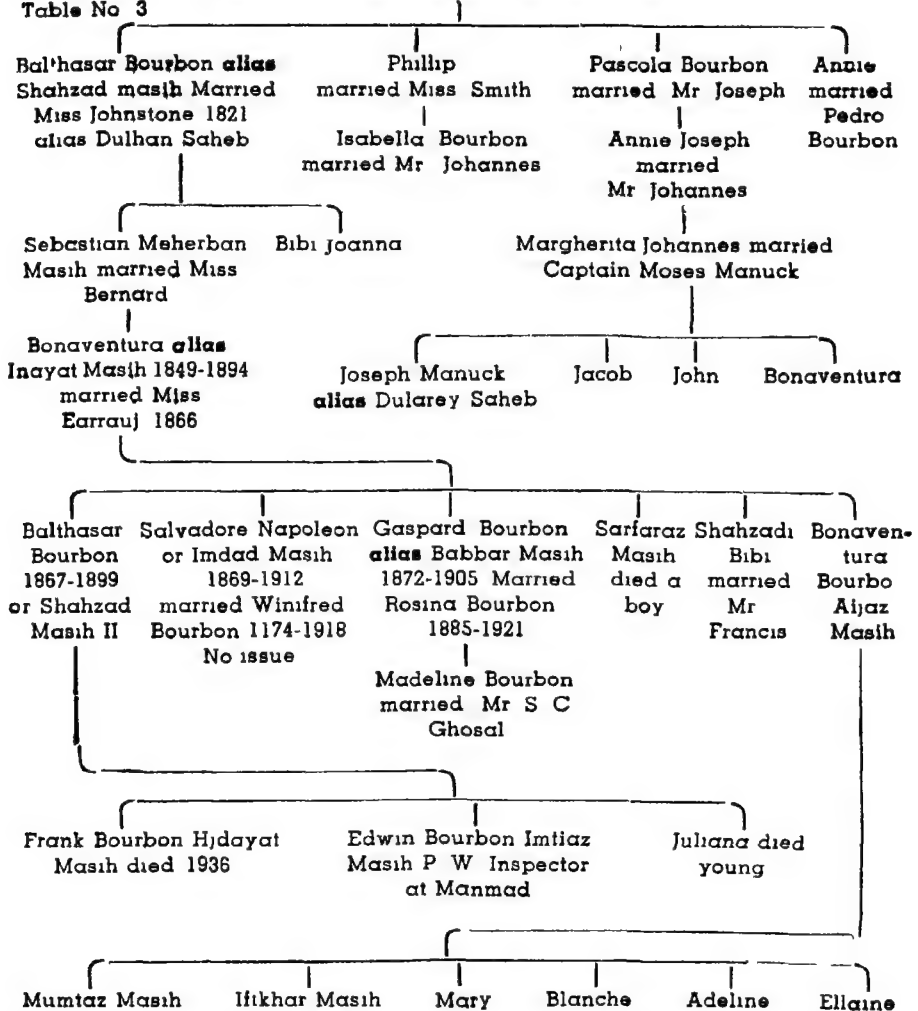 Table No 3
Balthasar Bourbon alias
Shahzad masih Married
Miss Johnstone 1821
alias Dulhan Saheb
Phillip
married Miss Smith
Isabella Bourbon
married Mr Johannes
Pascola Bourbon
married Mr Joseph
Annie Joseph
married
Mr Johannes
Annie
married
Pedro
Bourbon
Sebastian Meherban
Masih married Miss
Bernard
Bibi Joanna
Margherita Johannes married
Captain Moses Manuck
Bonaventura alias
Inayat Masih 1849-1894
married Miss
Earrauj 1866
Joseph Manuck
alias Dularey Saheb
Jacob
John
Bonaventura
Balthasar
Bourbon
1867-1899
or Shahzad
Masih II
Salvadore Napoleon
or Imdad Masih
1869-1912
married Winifred
Bourbon 1174-1918
No issue
Gaspard Bourbon
alias Babbar Masih
1872-1905 Married
Rosina Bourbon
1885-1921
Madeline Bourbon
married Mr S C
Ghosal
Sarfaraz
Masih
died a
boy
Shahzadi
Bibi
married
Mr
Francis
Bonaven-
tura
Bourbo
Aijaz
Masih
Frank Bourbon Hidayat
Masih died 1936
Edwin Bourbon Imtiaz
Masih P W Inspector
at Manmad
Juliana died
young
Mumtaz Masih
Iftikhar Masih
Mary
Blanche
Adeline
Ellaine